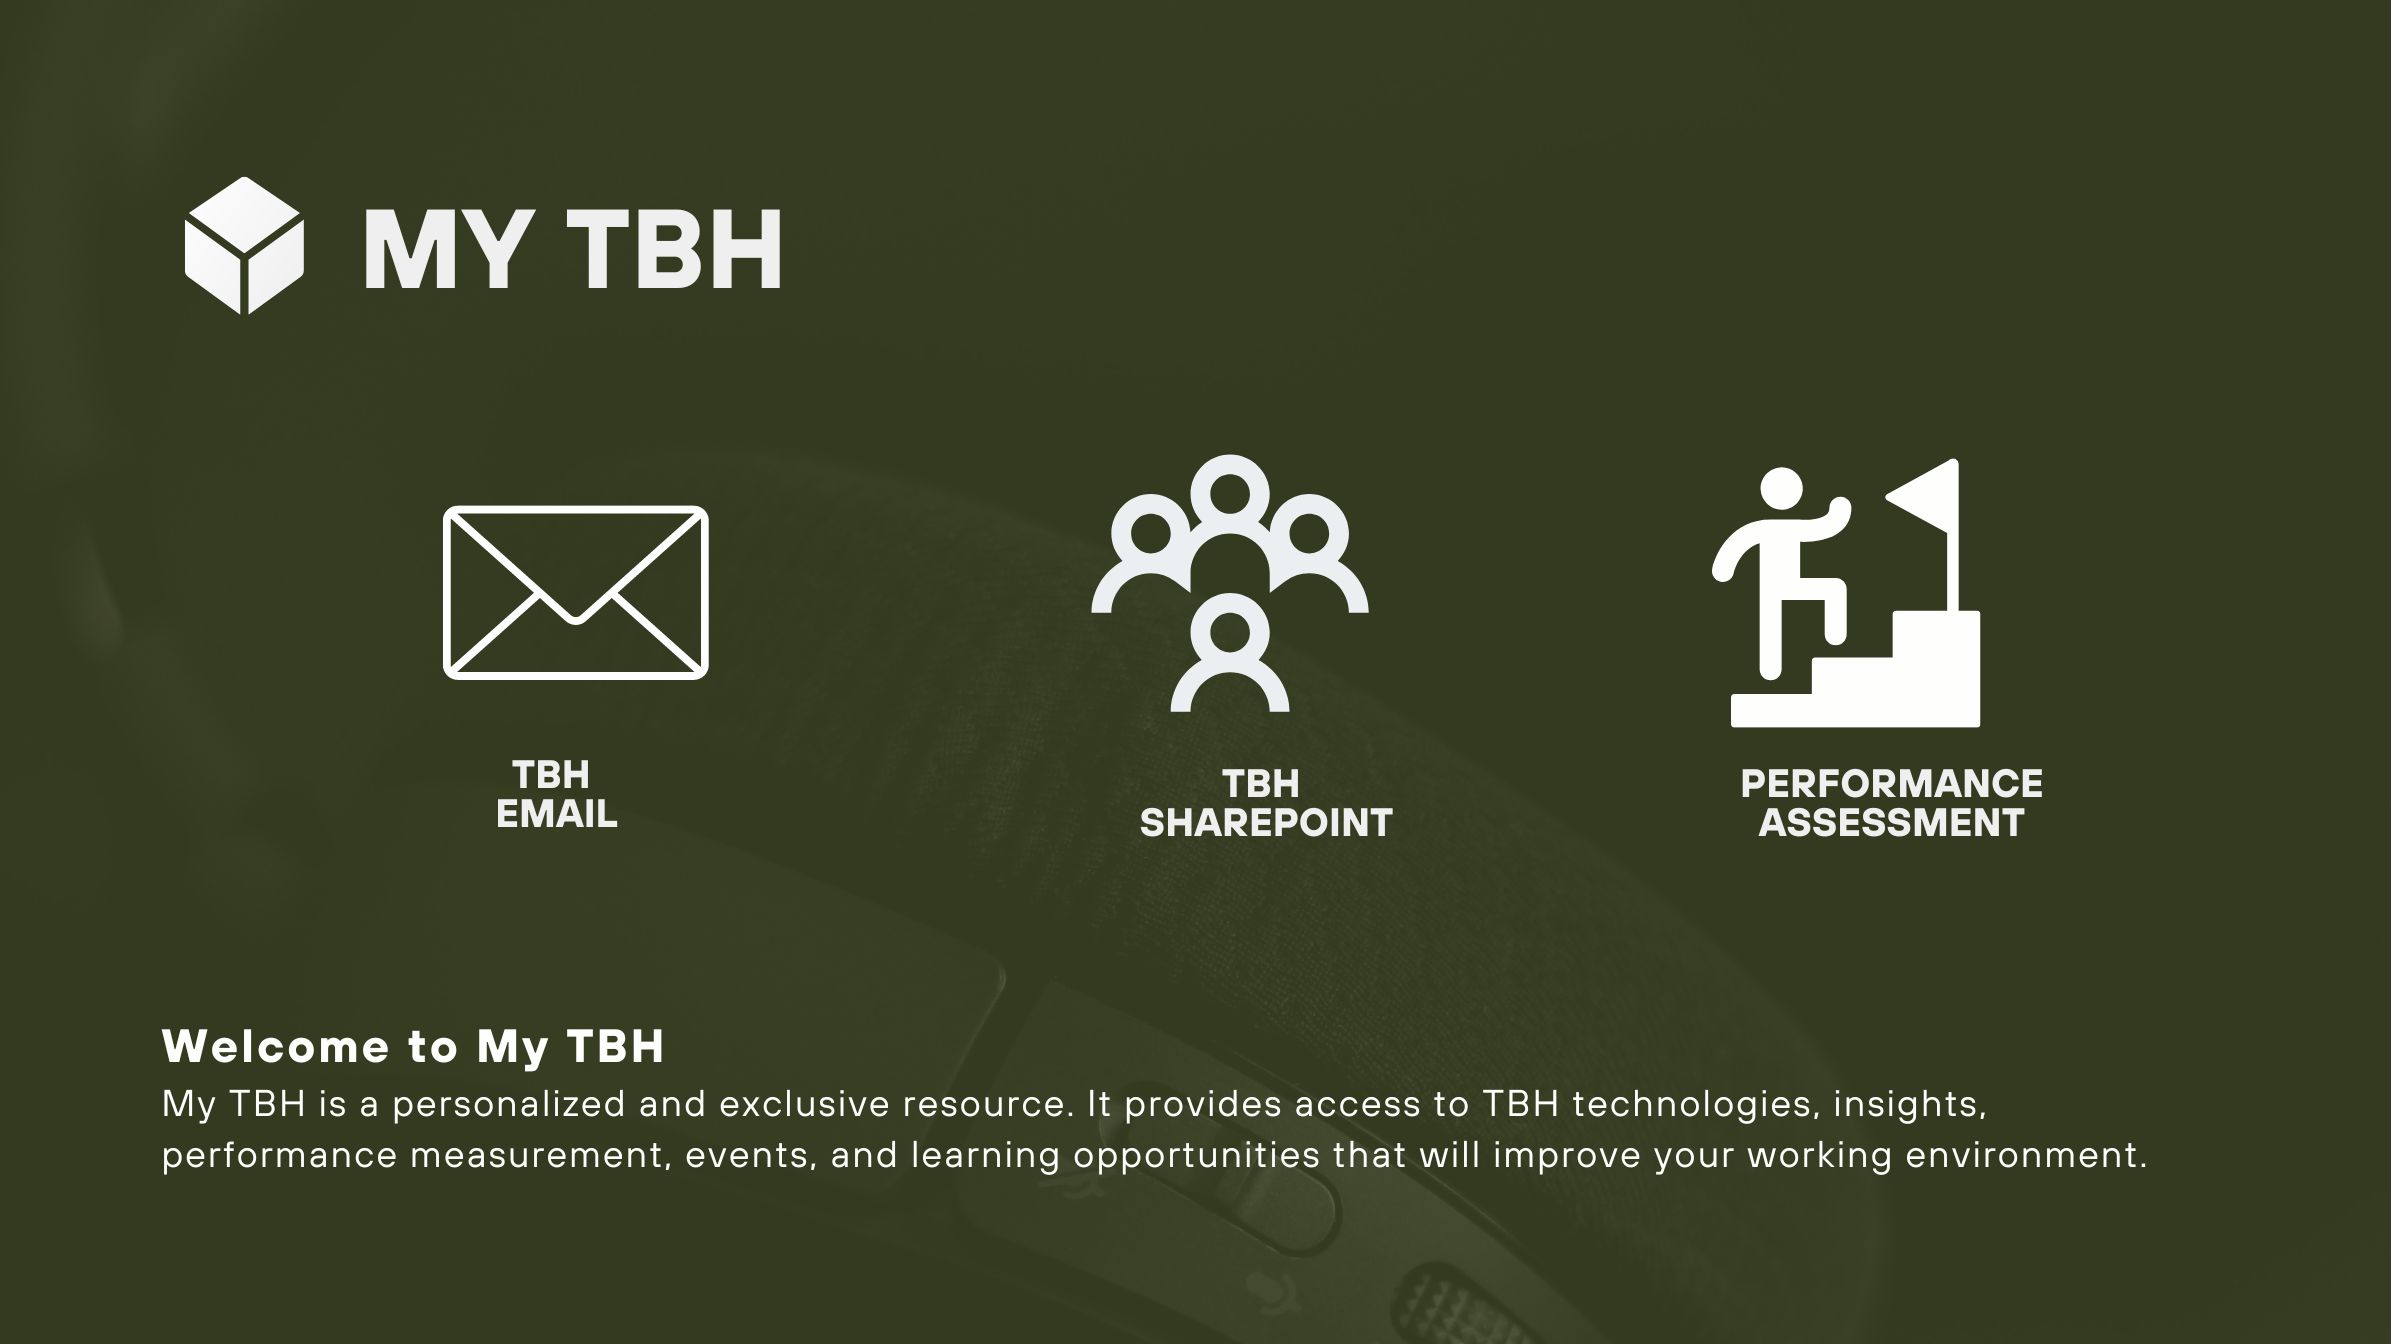 MY TBH
TBH
EMAIL
TBH
SHAREPOINT
PERFORMANCE
ASSESSMENT
Welcome to My TBH
My TBH is a personalized and exclusive resource. It provides access to TBH technologies, insights,
performance measurement, events, and learning opportunities that will improve your working environment.